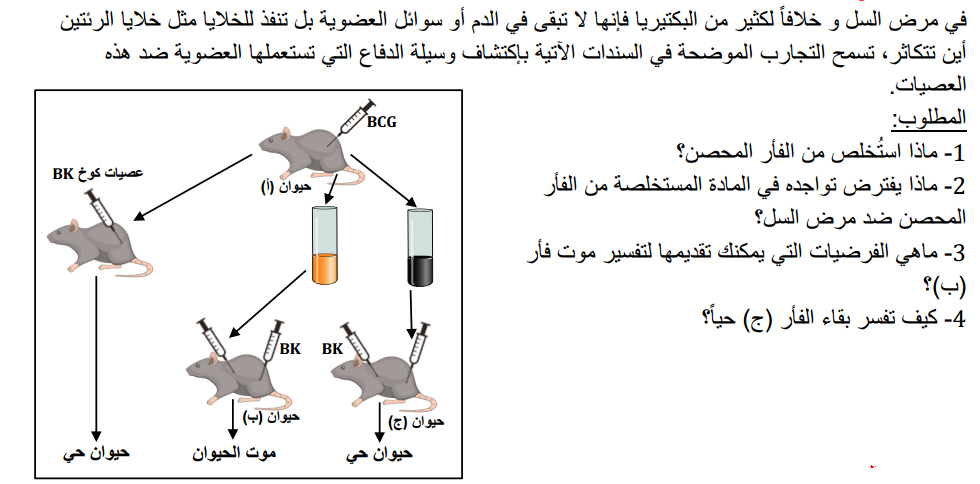 في مرض السل و خلافاً لكثير من البكتيريا فإنها لا تبقى في الدم أو سوائل العضوية بل تنفذ للخلايا مثل خلايا الرئتين
أين تتكاثر، تسمح التجارب الموضحة في السندات الآتية بإكتشاف وسيلة الدفاع التي تستعملها العضوية ضد هذه
العصيات.
المطلوب:
1- ماذا استُخلص من الفأر المحصن؟
2- ماذا يفترض تواجده في المادة المستخلصة من الفأر
المحصن ضد مرض السل؟
3- ماهي الفرضيات التي يمكنك تقديمها لتفسير موت فأر
(ب)؟
4- كيف تفسر بقاء الفأر (ج) حياً؟
BCG
عصيات كوخ BK
حيوان (أ)
BK
BK
حيوان (ب)
حيوان (ج)
حيوان حي
موت الحيوان
حيوان حي